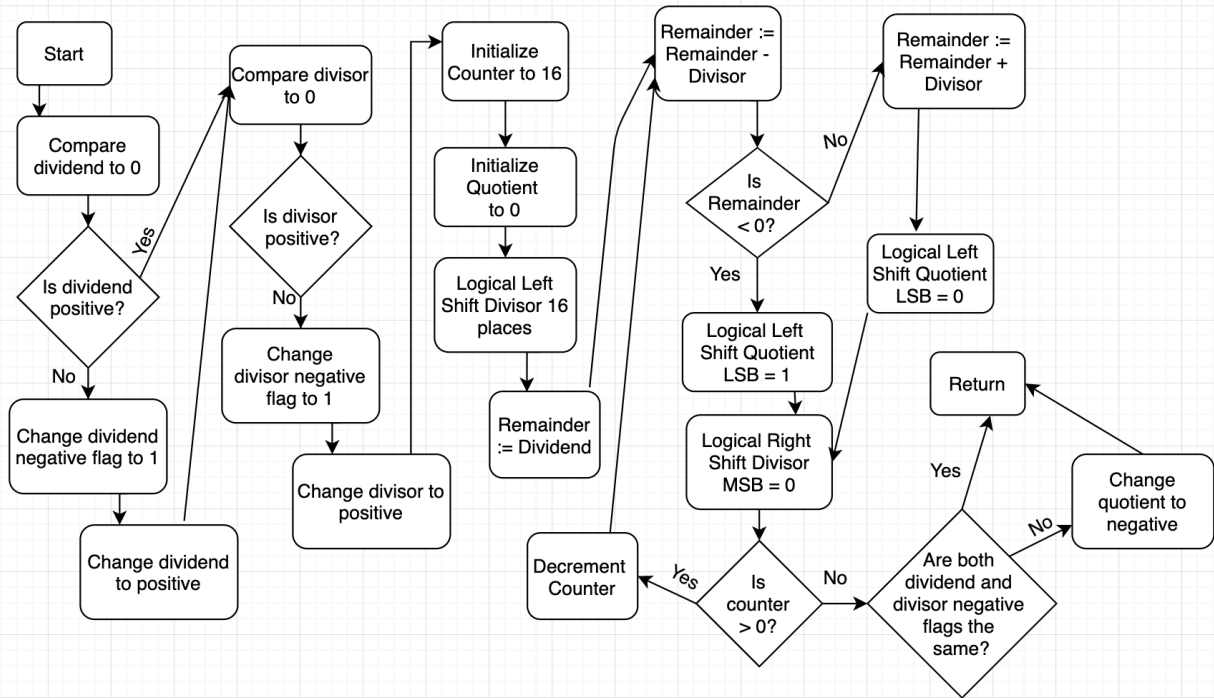 Start
Compare
dividend to 0
Is dividend
positive?
Yes
No
Change dividend
negative flag to 1
Change dividend
to positive
Compare divisor
to 0
Is divisor
positive?
No
Change
divisor negative
flag to 1
Change divisor to
positive
Initialize
Counter to 16
Initialize
Quotient
to 0
Logical Left
Shift Divisor 16
places
Remainder
:= Dividend
Remainder :=
Remainder -
Divisor
Is
Remainder
< 0?
No
Yes
Remainder :=
Remainder +
Divisor
Logical Left
Shift Quotient
LSB = 0
Logical Left
Shift Quotient
LSB = 1
Logical Right
Shift Divisor
MSB = 0
Is
counter
> 0?
Yes
No
Decrement
Counter
Are both
dividend and
divisor negative
flags the
same?
Yes
No
Return
Change
quotient to
negative